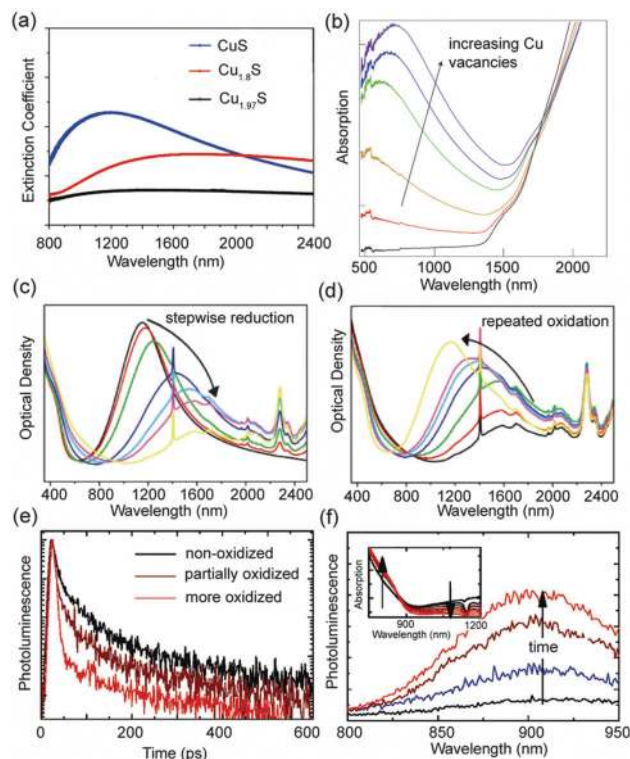 (a)
Extinction Coefficient
CuS
Cu1.8S
Cu1.97S
800 1200 1600 2000 2400
Wavelength (nm)
(b)
Absorption
increasing Cu
vacancies
500 1000 1500 2000
Wavelength (nm)
(c)
Optical Density
stepwise reduction
400 800 1200 1600 2000 2400
Wavelength (nm)
(d)
Optical Density
repeated oxidation
400 800 1200 1600 2000 2400
Wavelength (nm)
(e)
Photoluminescence
non-oxidized
partially oxidized
more oxidized
0 200 400 600
Time (ps)
(f)
Photoluminescence
Absorption
900 1200
Wavelength (nm)
time
800 850 900 950
Wavelength (nm)